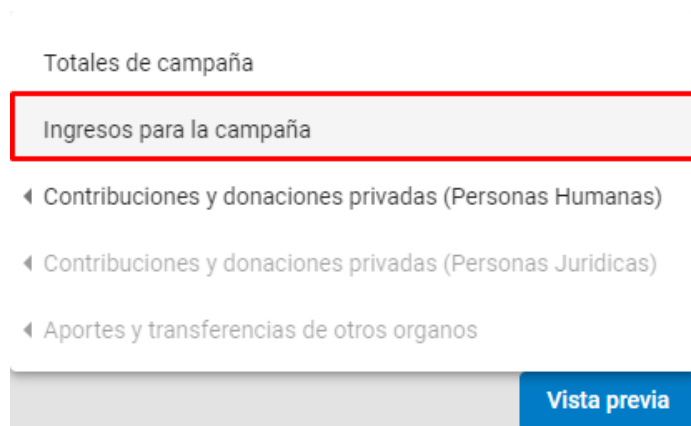 Totales de campaña
Ingresos para la campaña
Contribuciones y donaciones privadas (Personas Humanas)
Contribuciones y donaciones privadas (Personas Juridicas)
Aportes y transferencias de otros organos
Vista previa